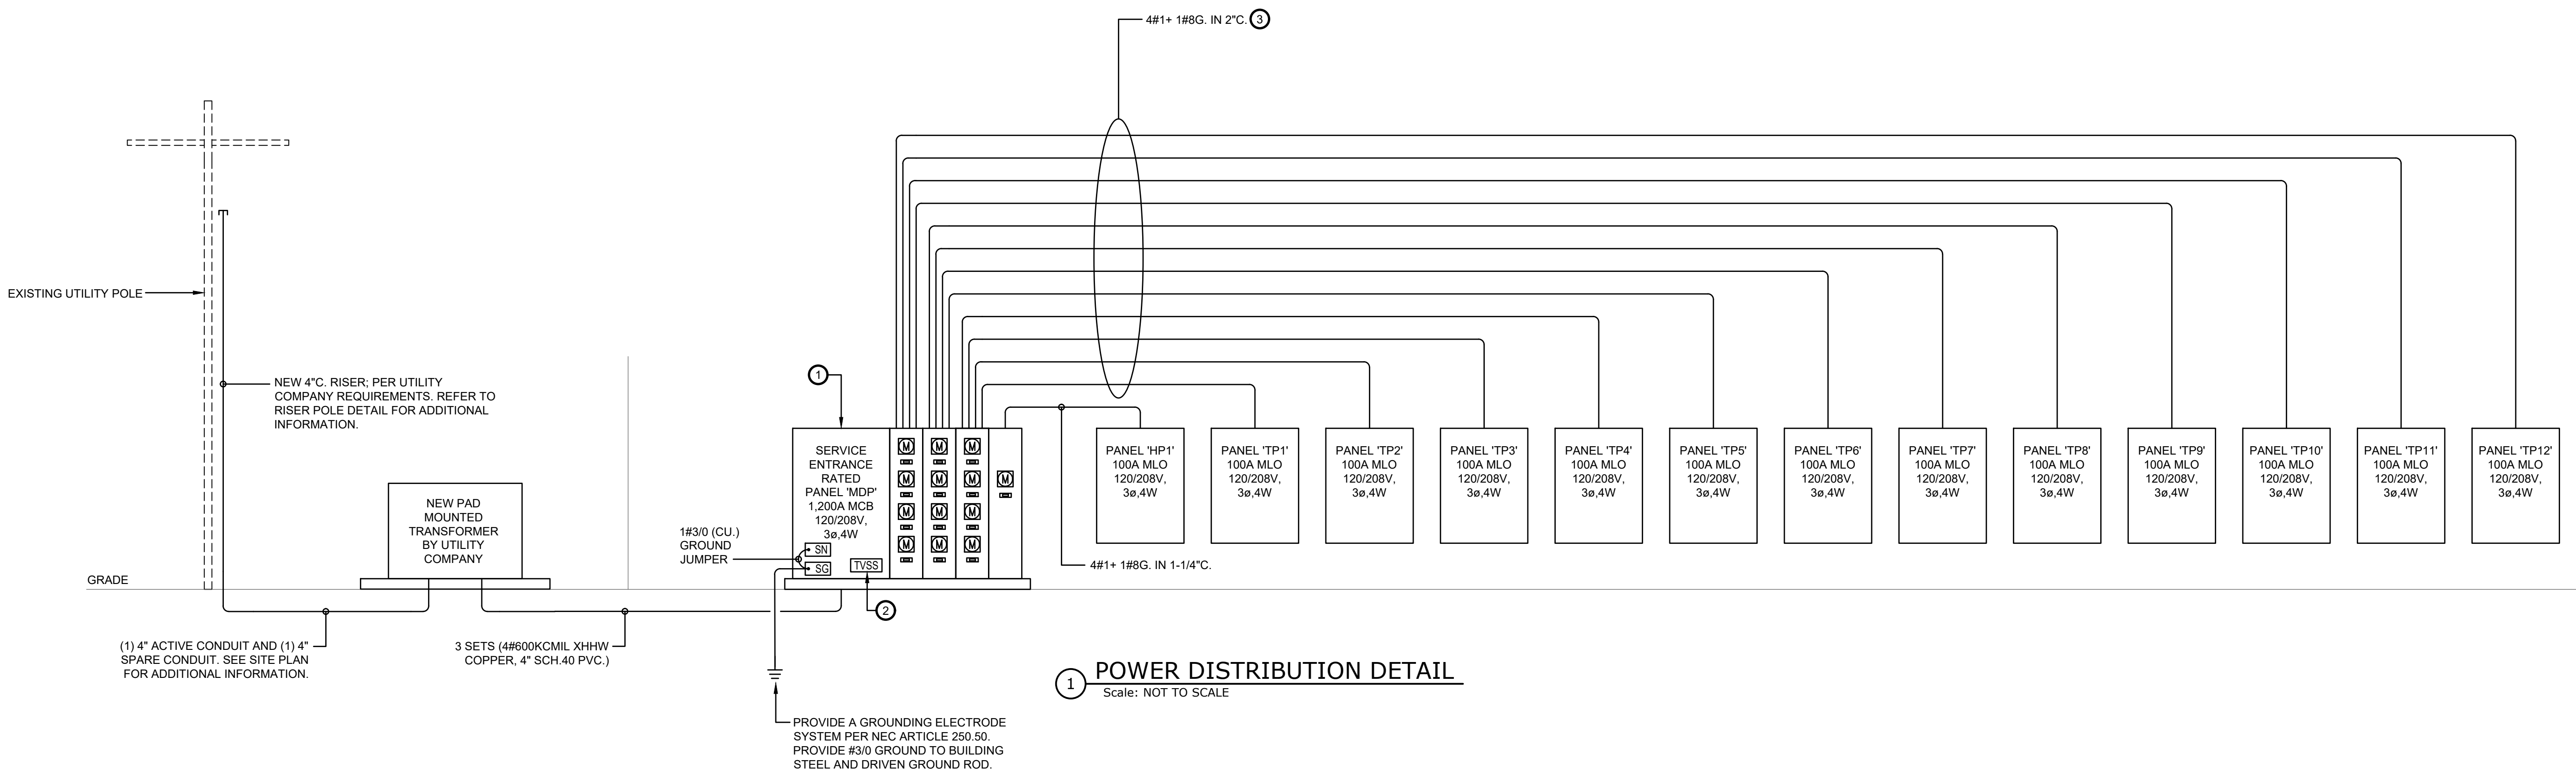 4#1+ 1#8G. IN 2"C. 3
EXISTING UTILITY POLE
NEW 4"C. RISER; PER UTILITY
COMPANY REQUIREMENTS. REFER TO
RISER POLE DETAIL FOR ADDITIONAL
INFORMATION.
1
SERVICE
ENTRANCE
RATED
PANEL 'MDP'
1,200A MCB
120/208V,
3ø,4W
SN
SG
TVSS
M
M
M
M
M
M
M
M
M
M
M
M
M
PANEL 'HP1'
100A MLO
120/208V,
3ø,4W
PANEL 'TP1'
100A MLO
120/208V,
3ø,4W
PANEL 'TP2'
100A MLO
120/208V,
3ø,4W
PANEL 'TP3'
100A MLO
120/208V,
3ø,4W
PANEL 'TP4'
100A MLO
120/208V,
3ø,4W
PANEL 'TP5'
100A MLO
120/208V,
3ø,4W
PANEL 'TP6'
100A MLO
120/208V,
3ø,4W
PANEL 'TP7'
100A MLO
120/208V,
3ø,4W
PANEL 'TP8'
100A MLO
120/208V,
3ø,4W
PANEL 'TP9'
100A MLO
120/208V,
3ø,4W
PANEL 'TP10'
100A MLO
120/208V,
3ø,4W
PANEL 'TP11'
100A MLO
120/208V,
3ø,4W
PANEL 'TP12'
100A MLO
120/208V,
3ø,4W
NEW PAD
MOUNTED
TRANSFORMER
BY UTILITY
COMPANY
1#3/0 (CU.)
GROUND
JUMPER
4#1+ 1#8G. IN 1-1/4"C.
GRADE
2
(1) 4" ACTIVE CONDUIT AND (1) 4"
SPARE CONDUIT. SEE SITE PLAN
FOR ADDITIONAL INFORMATION.
3 SETS (4#600KCMIL XHHW
COPPER, 4" SCH.40 PVC.)
1 POWER DISTRIBUTION DETAIL
Scale: NOT TO SCALE
PROVIDE A GROUNDING ELECTRODE
SYSTEM PER NEC ARTICLE 250.50.
PROVIDE #3/0 GROUND TO BUILDING
STEEL AND DRIVEN GROUND ROD.